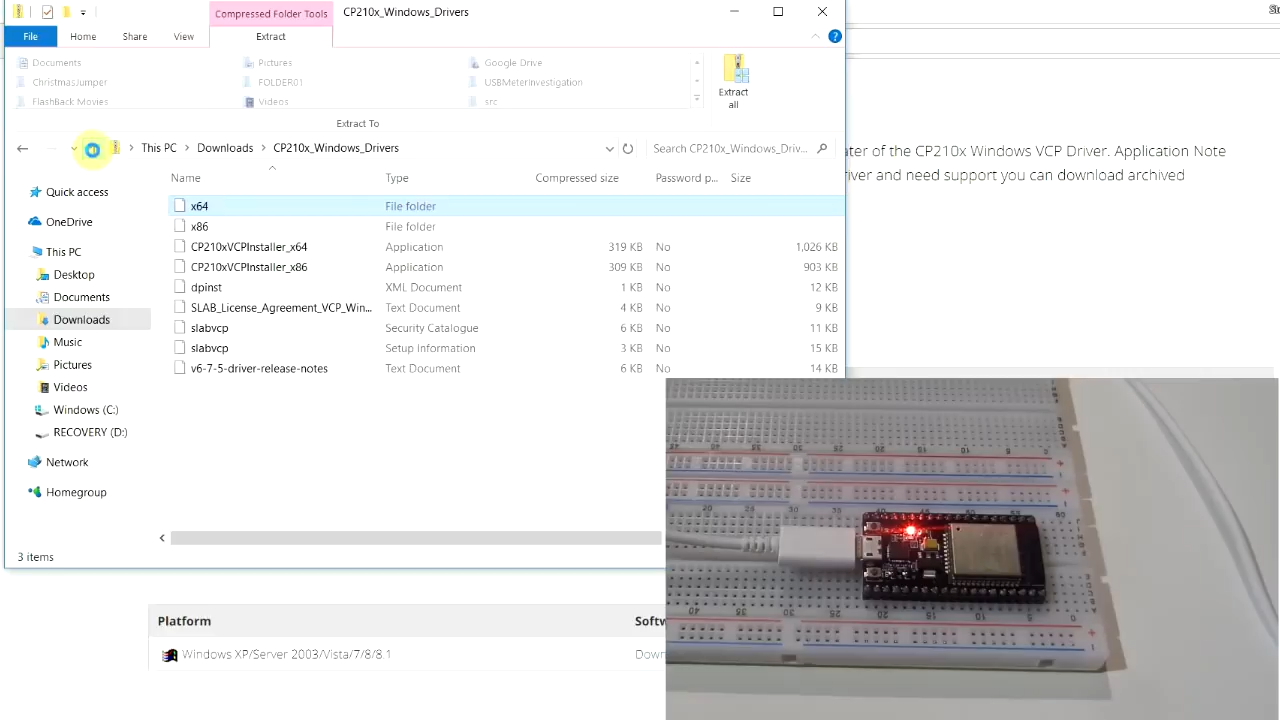 Compressed Folder Tools
CP210x_Windows_Drivers
File
Home
Share
View
Extract
Documents
Pictures
Google Drive
ChristmasJumper
FOLDER01
USBMeterInvestigation
FlashBack Movies
Videos
src
Extract all
Extract To
This PC > Downloads > CP210x_Windows_Drivers
Search CP210x_Windows_Driv...
Name
Type
Compressed size
Password p...
Size
x64 File folder
x86 File folder
CP210xVCPInstaller_x64 Application 319 KB No 1,026 KB
CP210xVCPInstaller_x86 Application 309 KB No 903 KB
dpinst XML Document 1 KB No 12 KB
SLAB_License_Agreement_VCP_Win... Text Document 4 KB No 9 KB
slabvcp Security Catalogue 6 KB No 11 KB
slabvcp Setup Information 3 KB No 15 KB
v6-7-5-driver-release-notes Text Document 6 KB No 14 KB
Quick access
OneDrive
This PC
Desktop
Documents
Downloads
Music
Pictures
Videos
Windows (C:)
RECOVERY (D:)
Network
Homegroup
3 items
ater of the CP210x Windows VCP Driver. Application Note
river and need support you can download archived
Platform
Softw
Windows XP/Server 2003/Vista/7/8/8.1
Down